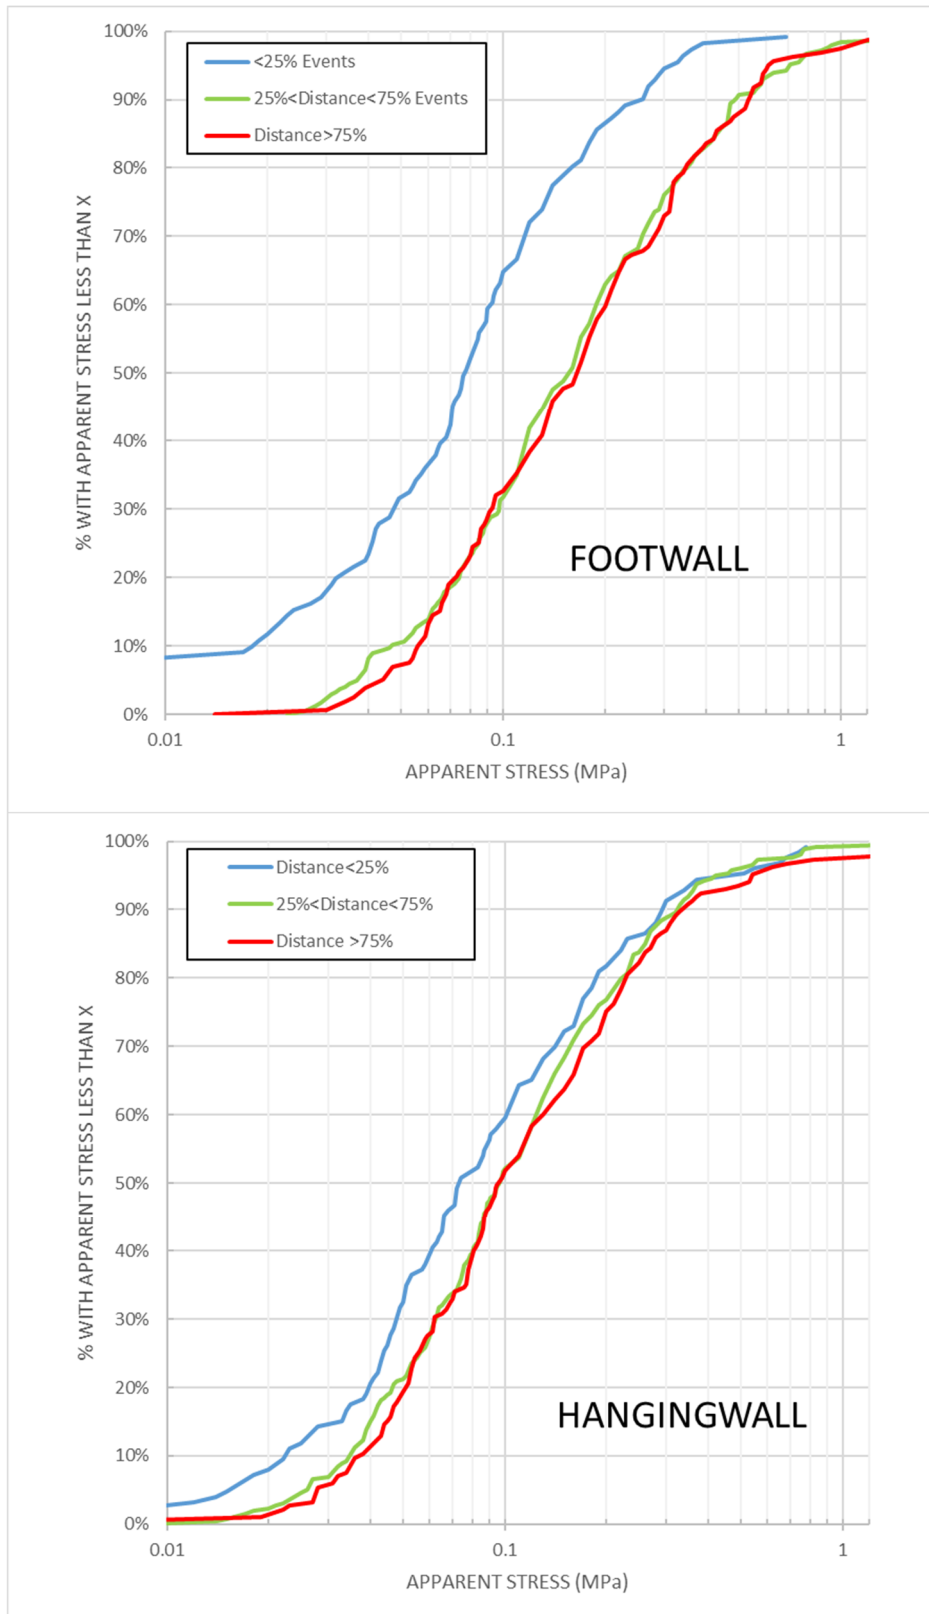 100%
90%
80%
70%
60%
50%
40%
30%
20%
10%
0%
% WITH APPARENT STRESS LESS THAN X
<25% Events
25%<Distance<75% Events
Distance>75%
FOOTWALL
0.01
0.1
1
APPARENT STRESS (MPa)
100%
90%
80%
70%
60%
50%
40%
30%
20%
10%
0%
% WITH APPARENT STRESS LESS THAN X
Distance<25%
25%<Distance<75%
Distance >75%
HANGINGWALL
0.01
0.1
1
APPARENT STRESS (MPa)